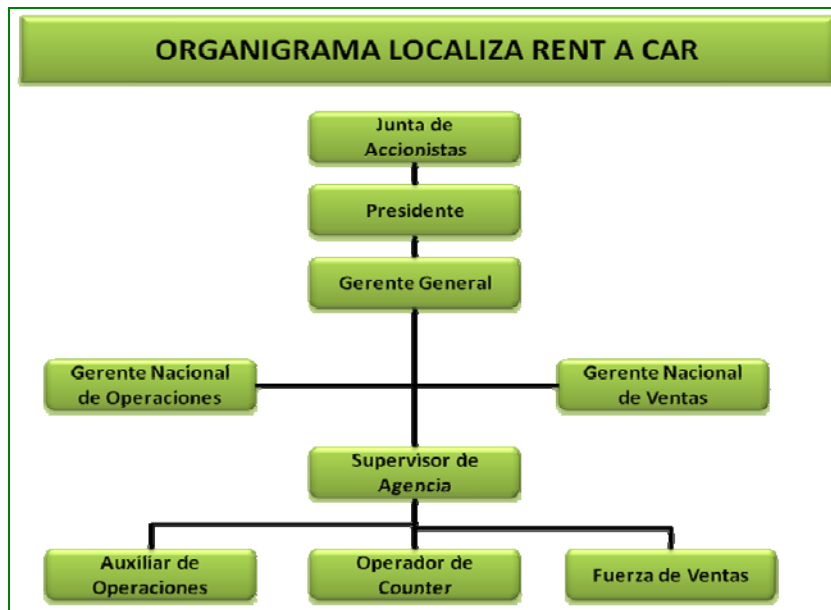 ORGANIGRAMA LOCALIZA RENT A CAR
Junta de
Accionistas
Presidente
Gerente General
Gerente Nacional
de Operaciones
Gerente Nacional
de Ventas
Supervisor de
Agencia
Auxiliar de
Operaciones
Operador de
Counter
Fuerza de Ventas